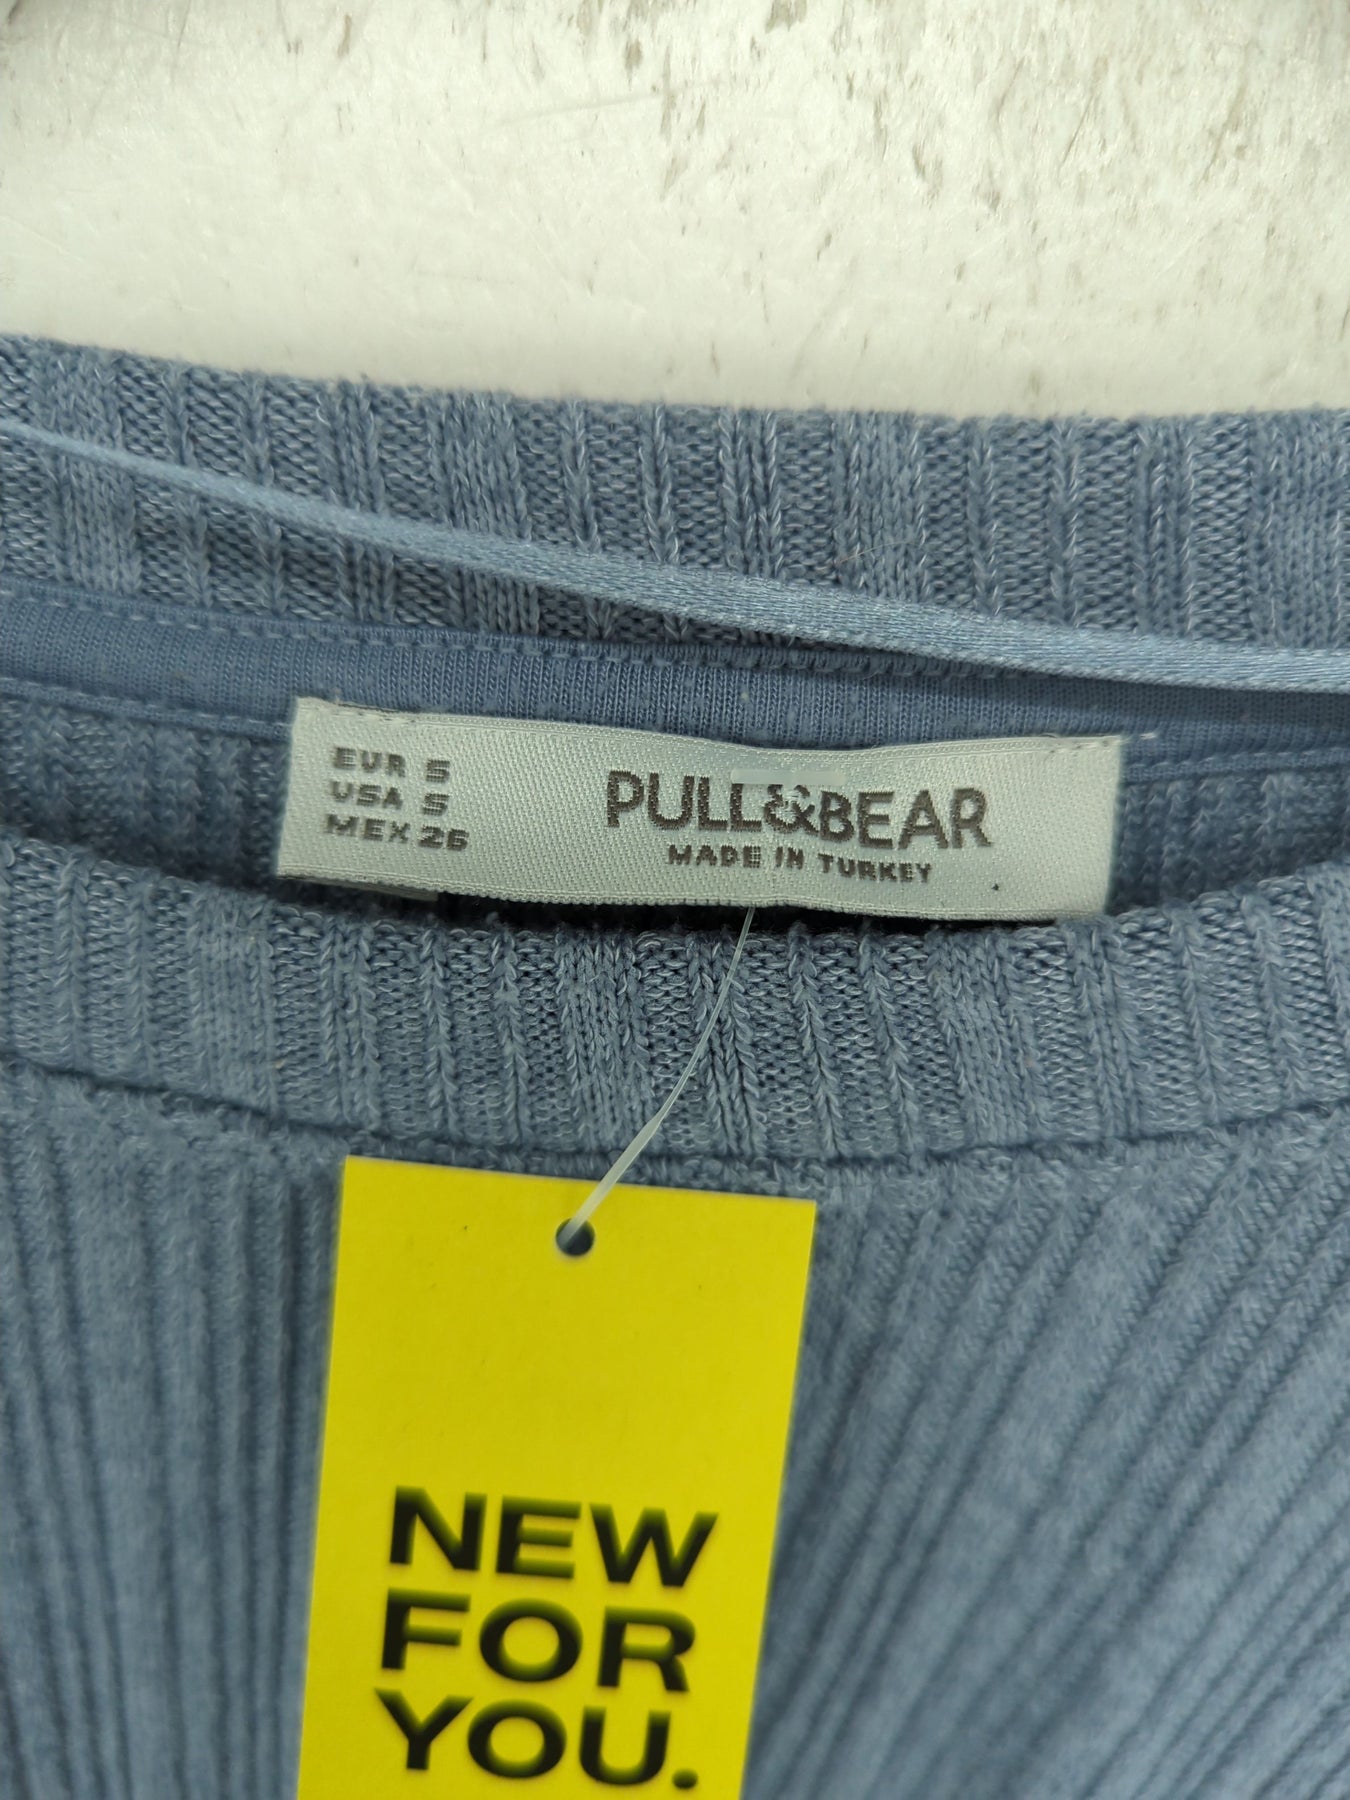 EUR S
USA S
MEX 26
PULL&BEAR
MADE IN TURKEY
NEW
FOR
YOU.